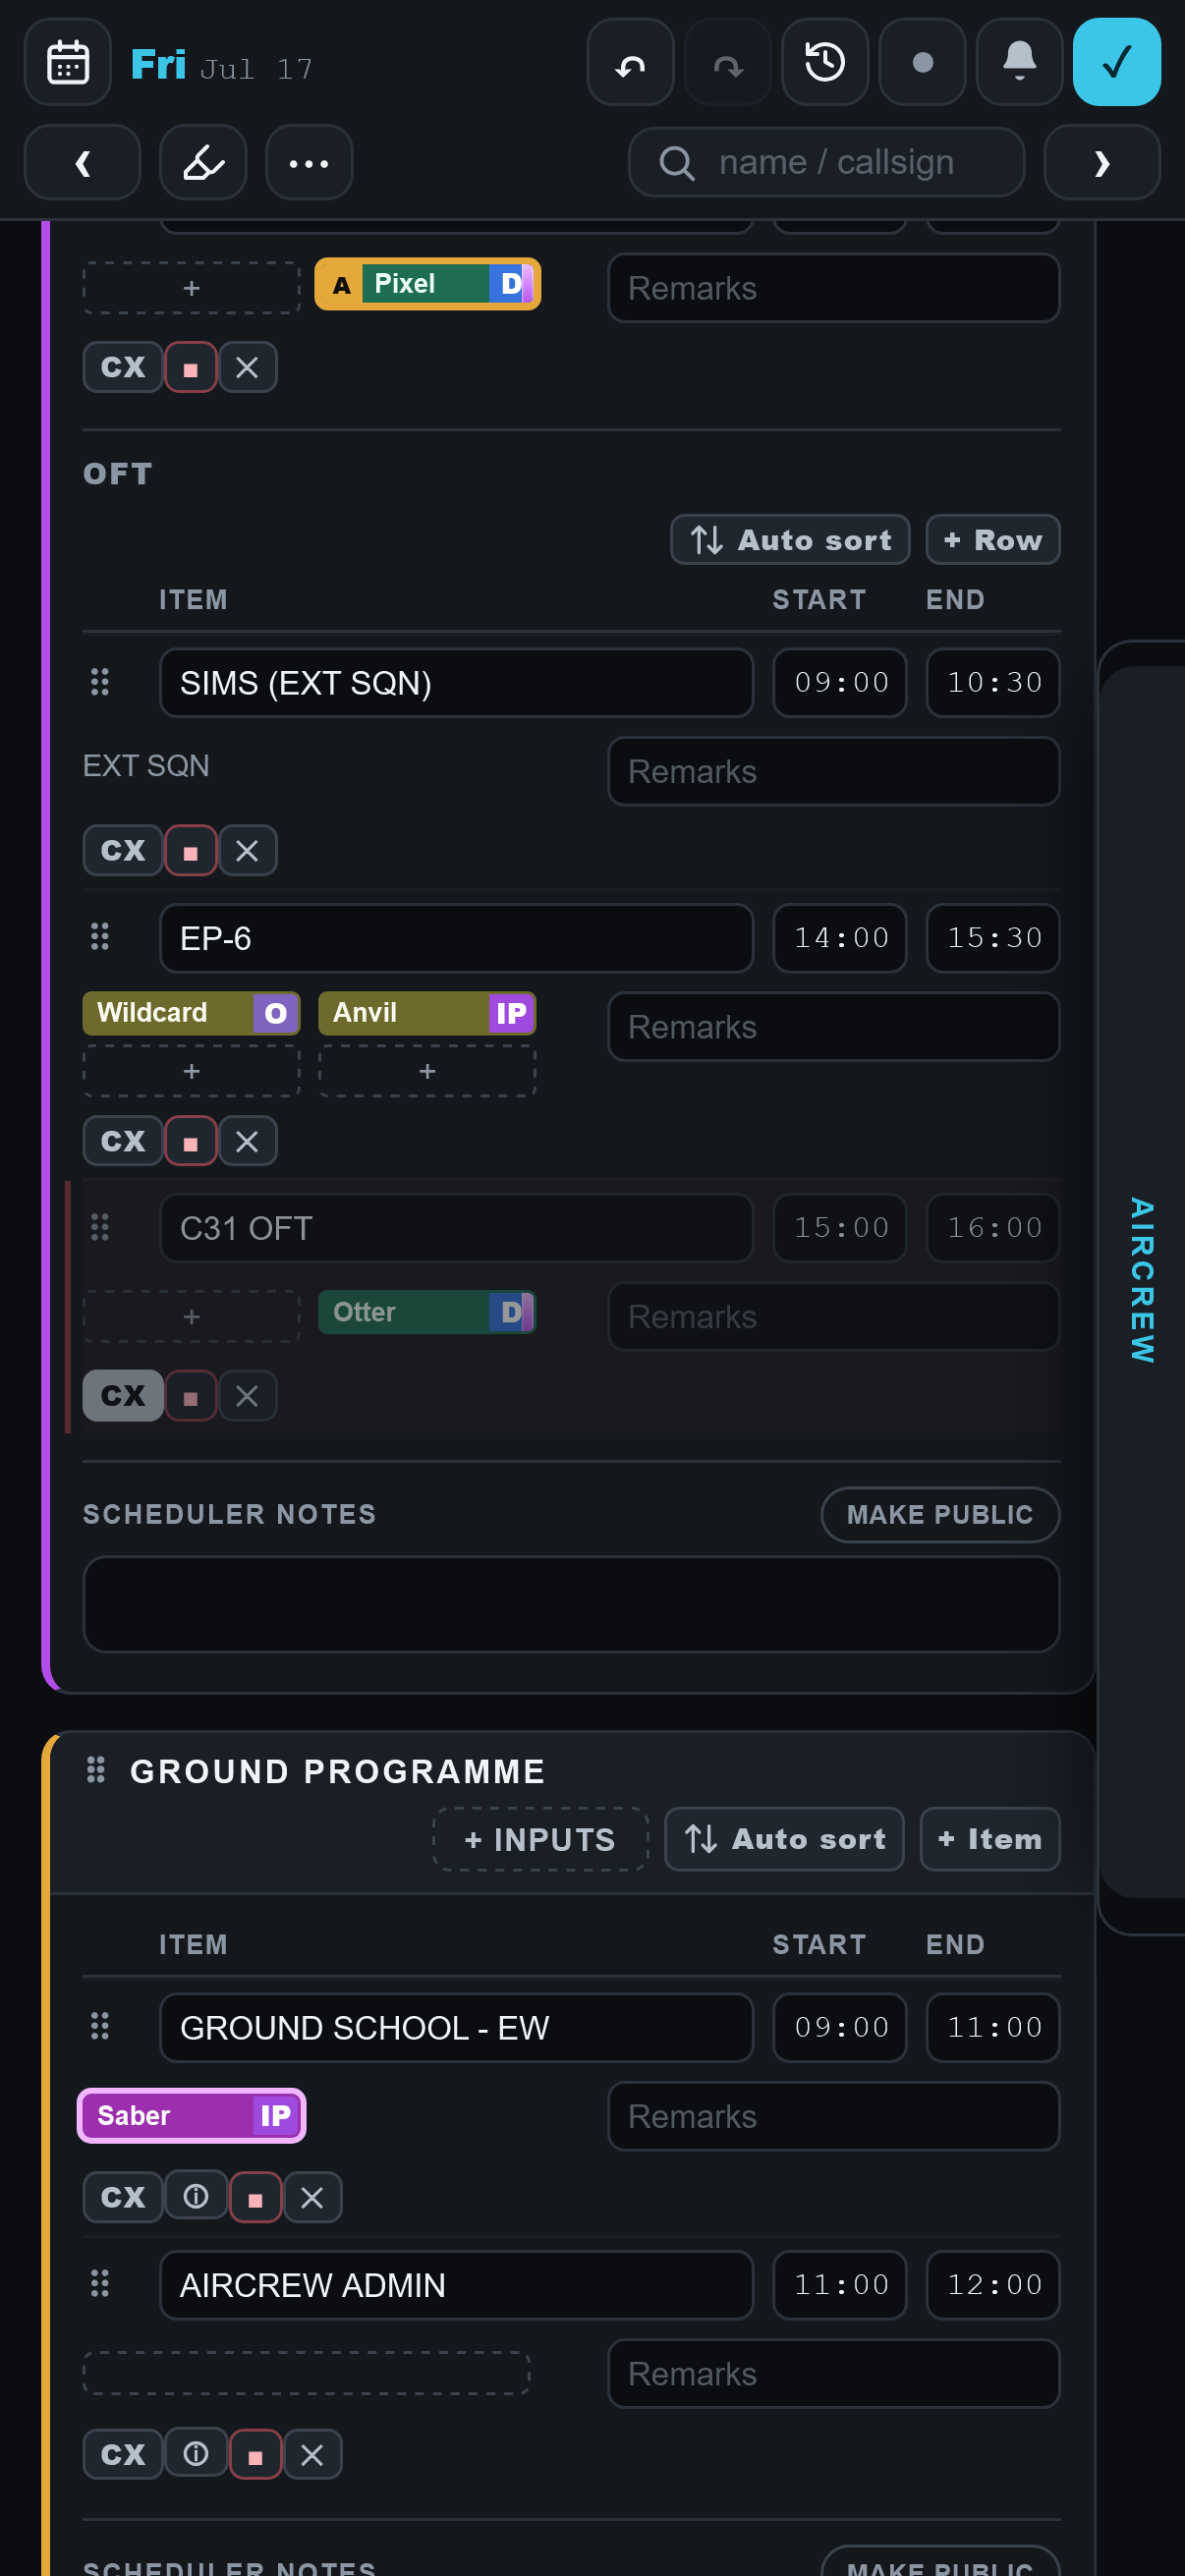 Fri Jul 17
name / callsign
+ A Pixel D Remarks
CX
OFT
Auto sort + Row
ITEM START END
SIMS (EXT SQN) 09:00 10:30
EXT SQN Remarks
CX
EP-6 14:00 15:30
Wildcard O Anvil IP Remarks
+ +
CX
C31 OFT 15:00 16:00
+ Otter D Remarks
CX
AIRCREW
SCHEDULER NOTES MAKE PUBLIC
GROUND PROGRAMME
+ INPUTS Auto sort + Item
ITEM START END
GROUND SCHOOL - EW 09:00 11:00
Saber IP Remarks
CX
AIRCREW ADMIN 11:00 12:00
Remarks
CX
SCHEDULER NOTES MAKE PUBLIC